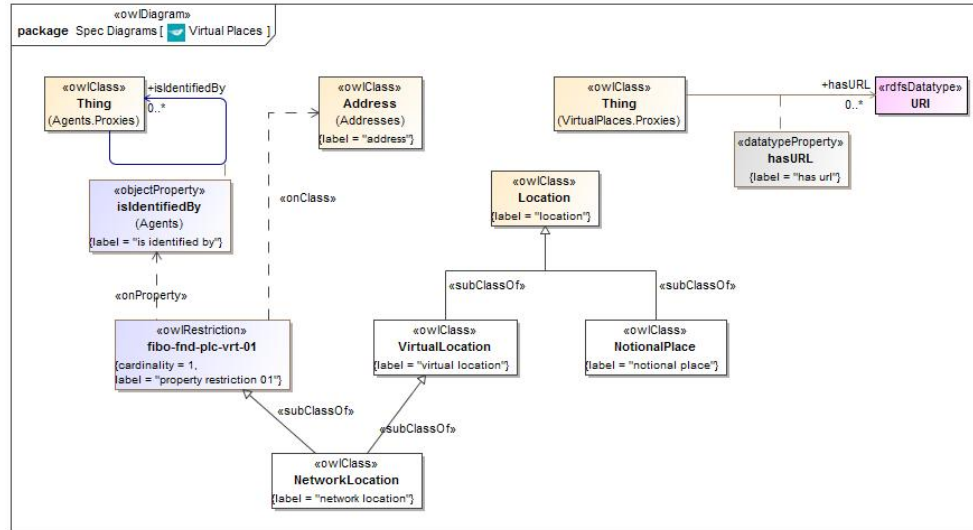 «owlDiagram»
package Spec Diagrams [ Virtual Places ]
«owlClass»
Thing
(Agents.Proxies)
+isIdentifiedBy
0..*
«owlClass»
Address
(Addresses)
{label = "address"}
«owlClass»
Thing
(VirtualPlaces.Proxies)
+hasURL
0..*
«rdfsDatatype»
URI
«datatypeProperty»
hasURL
{label = "has url"}
«objectProperty»
isIdentifiedBy
(Agents)
{label = "is identified by"}
«onClass»
«owlClass»
Location
{label = "location"}
«onProperty»
«subClassOf»
«subClassOf»
«owlRestriction»
fibo-fnd-plc-vrt-01
{cardinality = 1,
label = "property restriction 01"}
«owlClass»
VirtualLocation
{label = "virtual location"}
«owlClass»
NotionalPlace
{label = "notional place"}
«subClassOf»
«subClassOf»
«owlClass»
NetworkLocation
{label = "network location"}